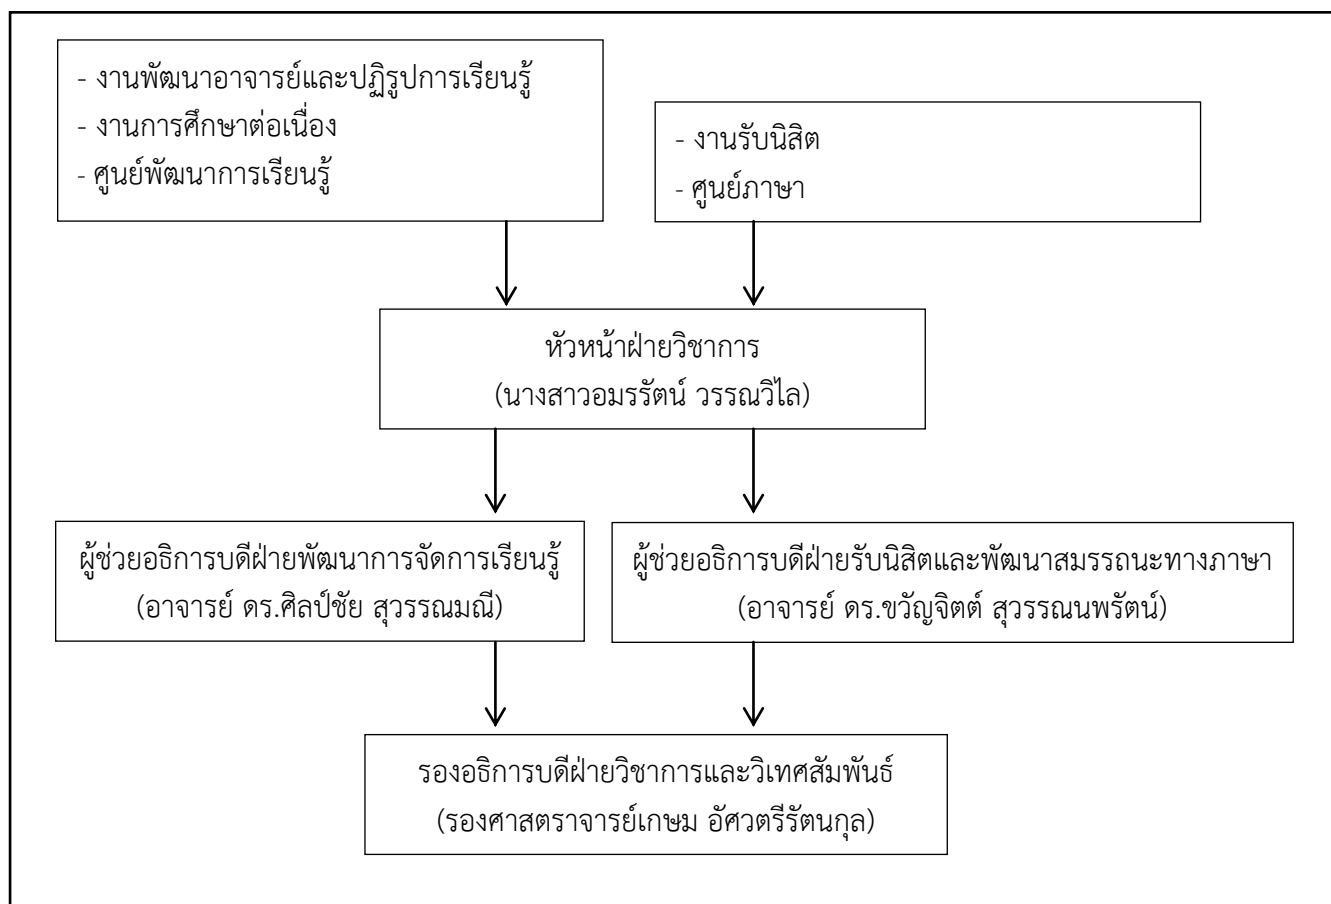 - งานพัฒนาอาจารย์และปฏิรูปการเรียนรู้
- งานการศึกษาต่อเนื่อง
- ศูนย์พัฒนาการเรียนรู้
- งานรับนิสิต
- ศูนย์ภาษา
หัวหน้าฝ่ายวิชาการ
(นางสาวอมรรัตน์ วรรณวิไล)
ผู้ช่วยอธิการบดีฝ่ายพัฒนาการจัดการเรียนรู้
(อาจารย์ ดร.ศิลป์ชัย สุวรรณมณี)
ผู้ช่วยอธิการบดีฝ่ายรับนิสิตและพัฒนาสมรรถนะทางภาษา
(อาจารย์ ดร.ขวัญจิตต์ สุวรรณนพรัตน์)
รองอธิการบดีฝ่ายวิชาการและวิเทศสัมพันธ์
(รองศาสตราจารย์เกษม อัศวตรีรัตนกุล)